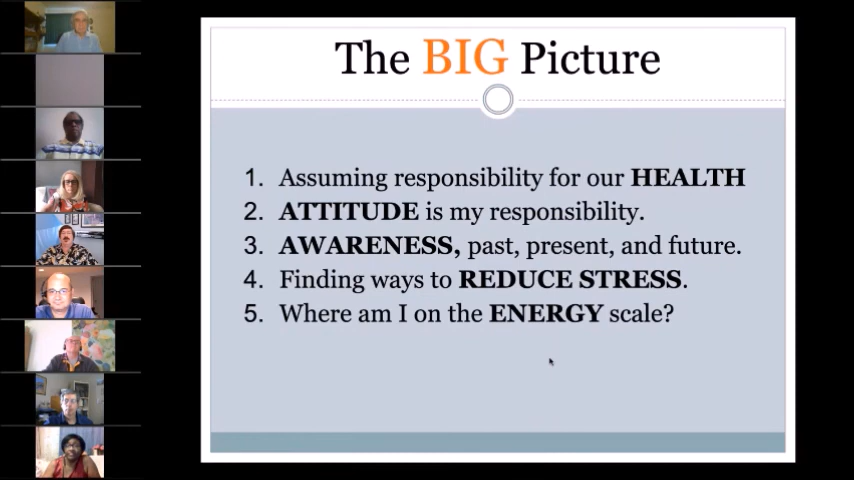 The BIG Picture
1. Assuming responsibility for our HEALTH
2. ATTITUDE is my responsibility.
3. AWARENESS, past, present, and future.
4. Finding ways to REDUCE STRESS.
5. Where am I on the ENERGY scale?